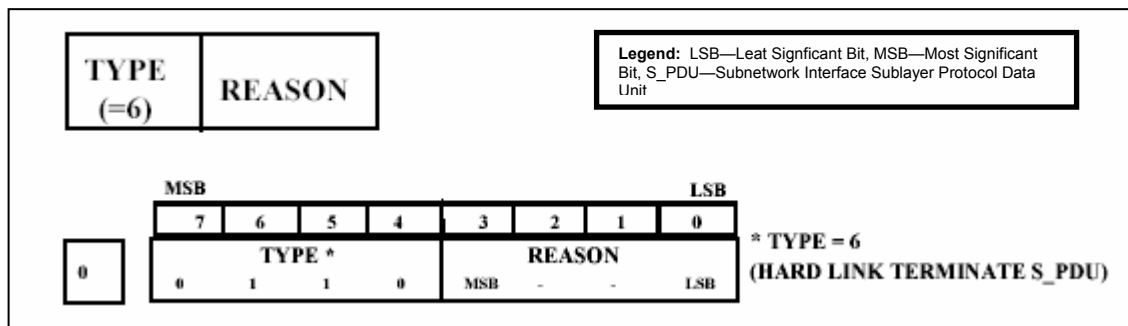 TYPE
(=6)
REASON
Legend: LSB—Leat Signficant Bit, MSB—Most Significant
Bit, S_PDU—Subnetwork Interface Sublayer Protocol Data
Unit
MSB LSB
7 6 5 4 3 2 1 0
0
TYPE * REASON
0 1 1 0 MSB - - LSB
* TYPE = 6
(HARD LINK TERMINATE S_PDU)